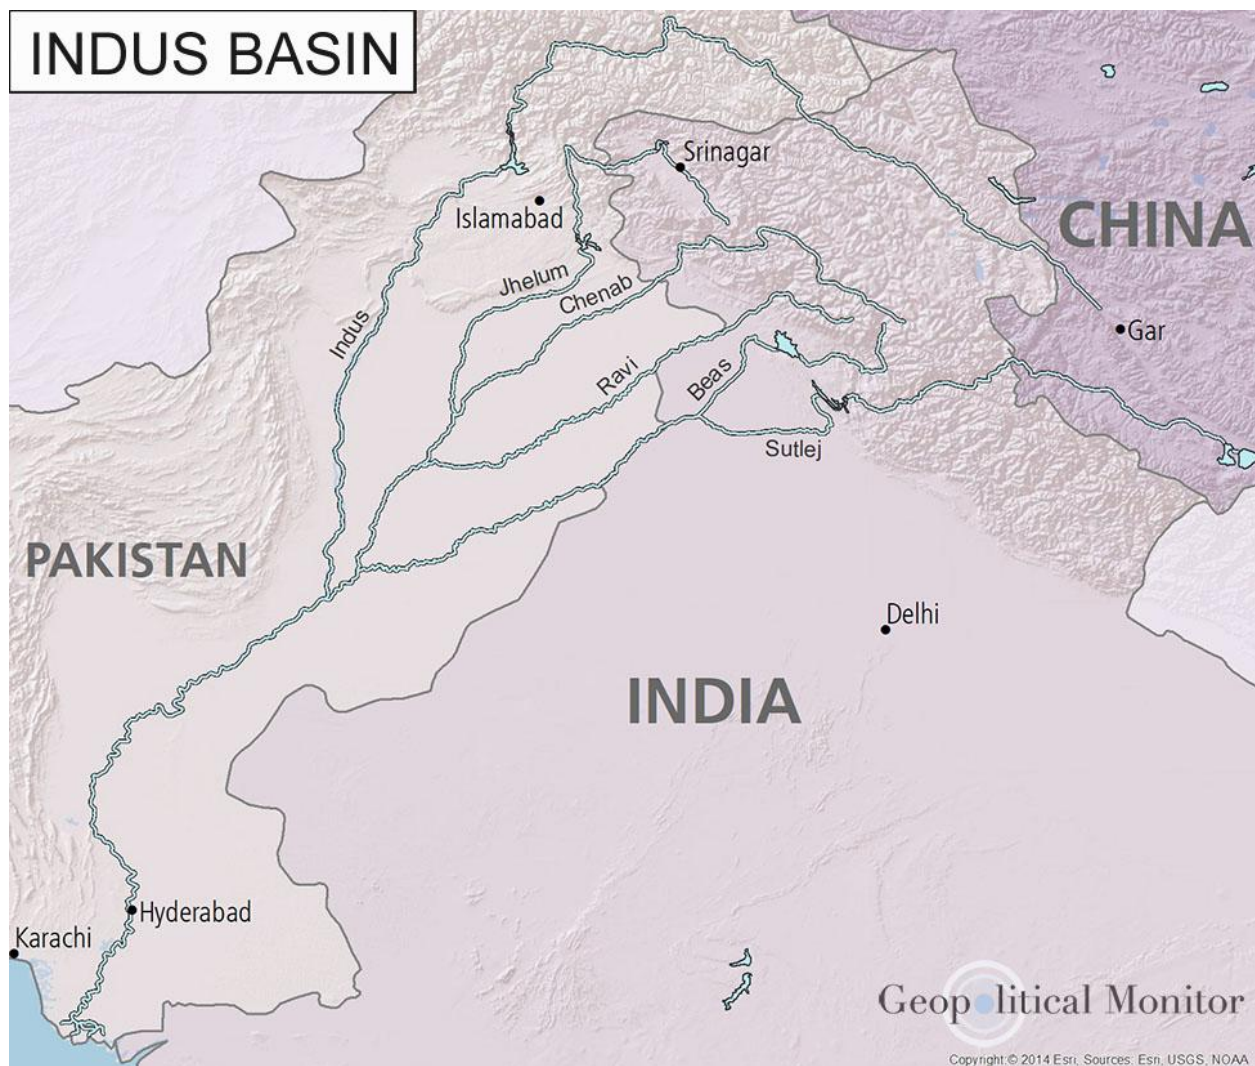 INDUS BASIN
Srinagar
Islamabad
CHINA
Jhelum
Chenab
Indus
Gar
Ravi
Beas
Sutlej
PAKISTAN
Delhi
INDIA
Hyderabad
Karachi
Geopolitical Monitor
Copyright:© 2014 Esri, Sources: Esri, USGS, NOAA